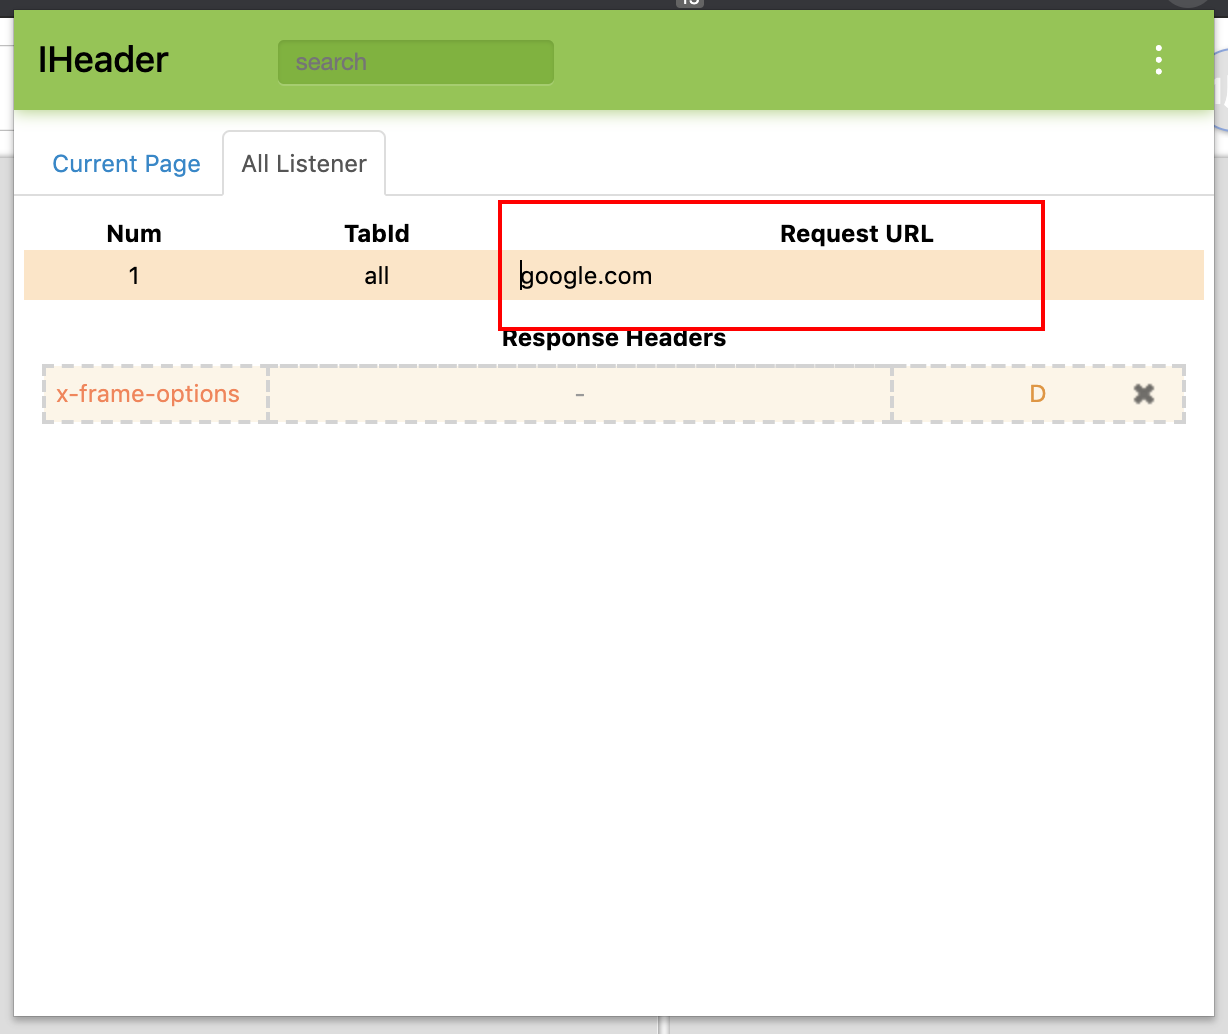 IHeader search
Current Page All Listener
Num TabId Request URL
1 all google.com
Response Headers
x-frame-options - D